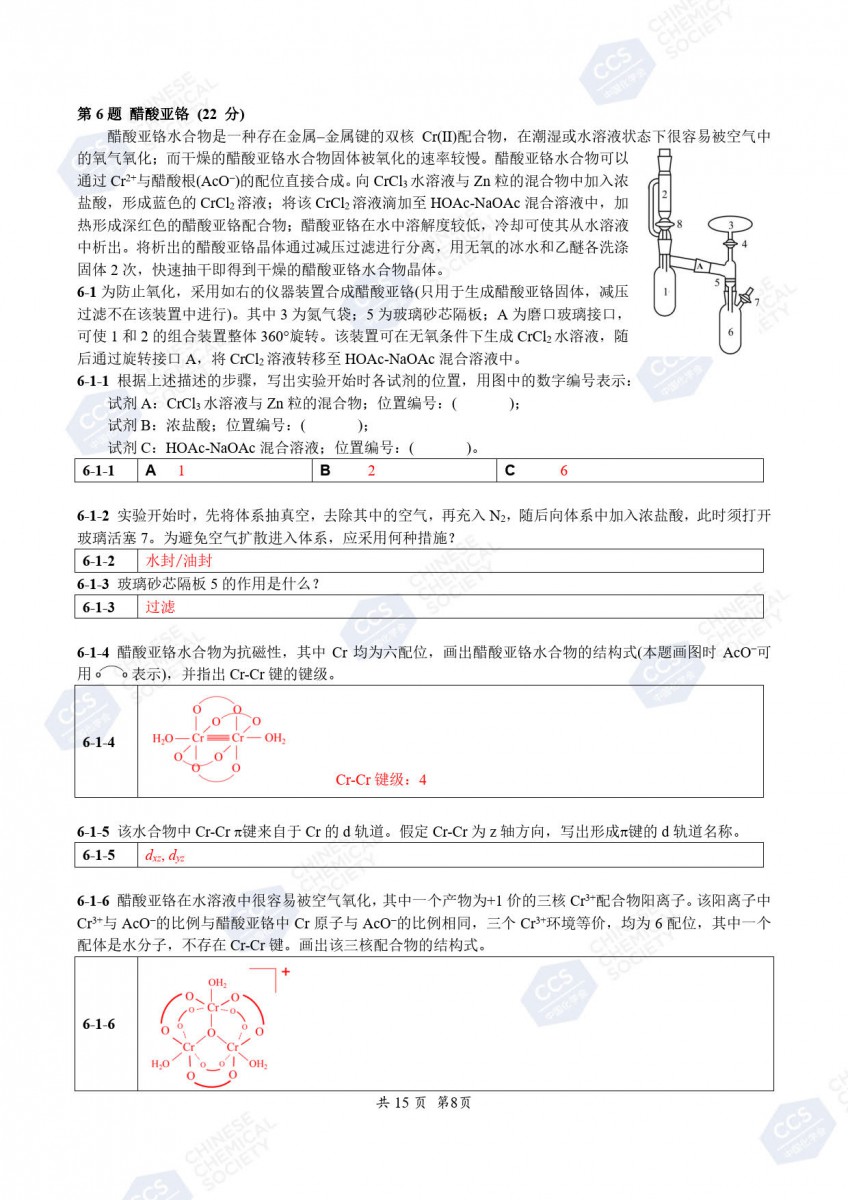 第 6 题 醋酸亚铬 (22 分)
醋酸亚铬水合物是一种存在金属–金属键的双核 Cr(II)配合物，在潮湿或水溶液状态下很容易被空气中
的氧气氧化；而干燥的醋酸亚铬水合物固体被氧化的速率较慢。醋酸亚铬水合物可以
通过 Cr²⁺与醋酸根(AcO⁻)的配位直接合成。向 CrCl₃ 水溶液与 Zn 粒的混合物中加入浓
盐酸，形成蓝色的 CrCl₂ 溶液；将该 CrCl₂ 溶液滴加至 HOAc-NaOAc 混合溶液中，加
热形成深红色的醋酸亚铬配合物；醋酸亚铬在水中溶解度较低，冷却可使其从水溶液
中析出。将析出的醋酸亚铬晶体通过减压过滤进行分离，用无氧的冰水和乙醚各洗涤
固体 2 次，快速抽干即得到干燥的醋酸亚铬水合物晶体。
6-1 为防止氧化，采用如右的仪器装置合成醋酸亚铬(只用于生成醋酸亚铬固体，减压
过滤不在该装置中进行)。其中 3 为氮气袋；5 为玻璃砂芯隔板；A 为磨口玻璃接口，
可使 1 和 2 的组合装置整体 360°旋转。该装置可在无氧条件下生成 CrCl₂ 水溶液，随
后通过旋转接口 A，将 CrCl₂ 溶液转移至 HOAc-NaOAc 混合溶液中。
2
8
3
4
A
5
1
7
6
6-1-1 根据上述描述的步骤，写出实验开始时各试剂的位置，用图中的数字编号表示：
试剂 A：CrCl₃ 水溶液与 Zn 粒的混合物；位置编号：( )；
试剂 B：浓盐酸；位置编号：( )；
试剂 C：HOAc-NaOAc 混合溶液；位置编号：( )。
6-1-1 A 1 B 2 C 6
6-1-2 实验开始时，先将体系抽真空，去除其中的空气，再充入 N₂，随后向体系中加入浓盐酸，此时须打开
玻璃活塞 7。为避免空气扩散进入体系，应采用何种措施？
6-1-2 水封/油封
6-1-3 玻璃砂芯隔板 5 的作用是什么？
6-1-3 过滤
6-1-4 醋酸亚铬水合物为抗磁性，其中 Cr 均为六配位，画出醋酸亚铬水合物的结构式(本题画图时 AcO⁻可
用 o o 表示)，并指出 Cr-Cr 键的键级。
O O
O O
6-1-4 H₂O Cr Cr OH₂
O O
O O
Cr-Cr 键级：4
6-1-5 该水合物中 Cr-Cr π键来自于 Cr 的 d 轨道。假定 Cr-Cr 为 z 轴方向，写出形成π键的 d 轨道名称。
6-1-5 dxz, dyz
6-1-6 醋酸亚铬在水溶液中很容易被空气氧化，其中一个产物为+1 价的三核 Cr³⁺配合物阳离子。该阳离子中
Cr³⁺与 AcO⁻的比例与醋酸亚铬中 Cr 原子与 AcO⁻的比例相同，三个 Cr³⁺环境等价，均为 6 配位，其中一个
配体是水分子，不存在 Cr-Cr 键。画出该三核配合物的结构式。
+
OH₂
O O
O Cr O
6-1-6 O O O O O
Cr Cr
H₂O O O OH₂
O O
共 15 页 第8页
CCS
中国化学会
CHINESE
CHEMICAL
SOCIETY